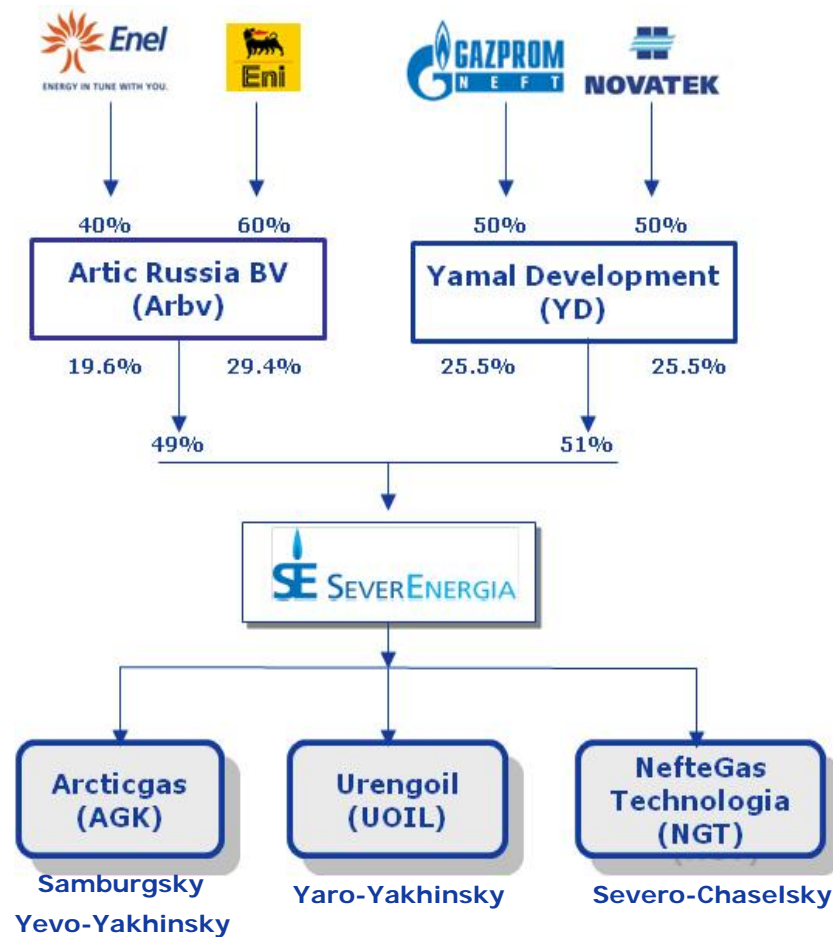 Enel
ENERGY IN TUNE WITH YOU.
Eni
GAZPROM
NEFT
NOVATEK
40%
60%
50%
50%
Artic Russia BV
(Arbv)
Yamal Development
(YD)
19.6%
29.4%
25.5%
25.5%
49%
51%
SE SEVERENERGIA
Arcticgas
(AGK)
Urengoil
(UOIL)
NefteGas
Technologia
(NGT)
Samburgsky
Yevo-Yakhinsky
Yaro-Yakhinsky
Severo-Chaselsky